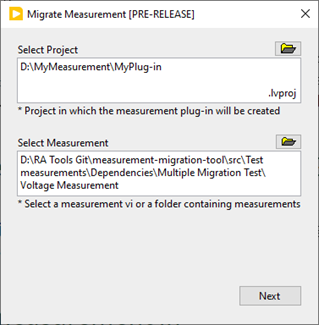 Migrate Measurement [PRE-RELEASE]
Select Project
D:\MyMeasurement\MyPlug-in
.lvproj
* Project in which the measurement plug-in will be created
Select Measurement
D:\RA Tools Git\measurement-migration-tool\src\Test
measurements\Dependencies\Multiple Migration Test\
Voltage Measurement
* Select a measurement vi or a folder containing measurements
Next